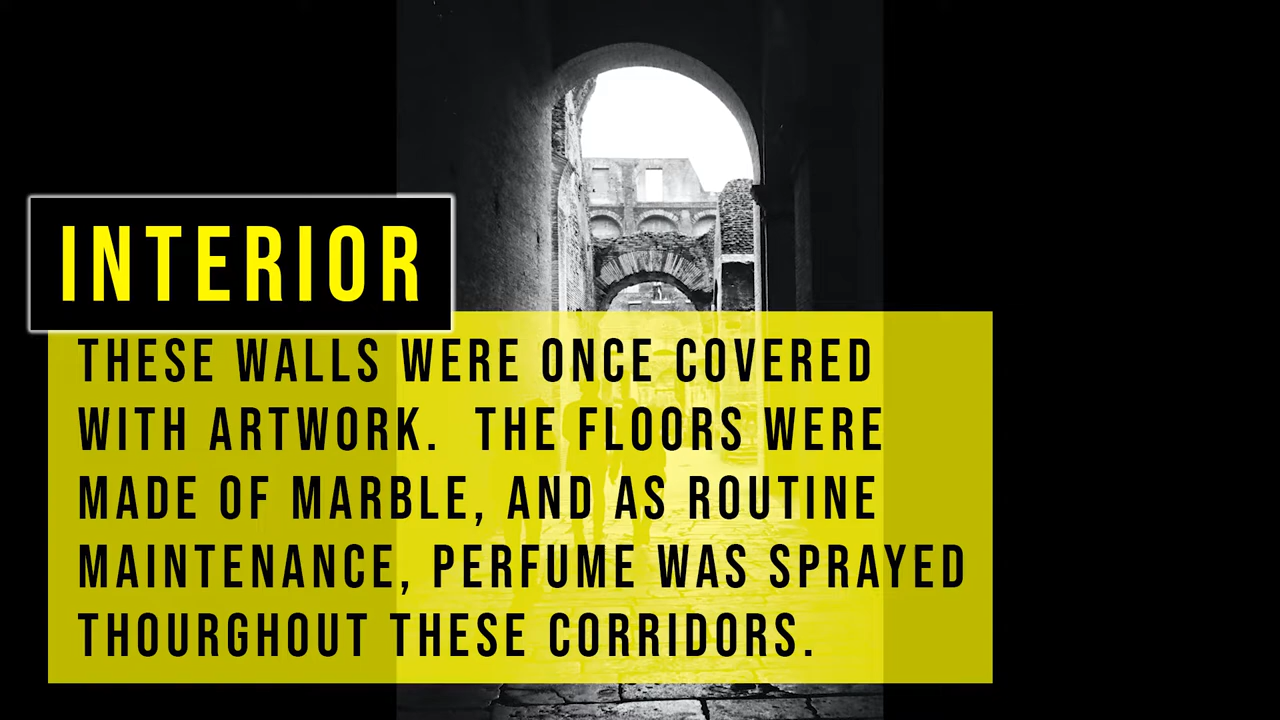 INTERIOR
THESE WALLS WERE ONCE COVERED
WITH ARTWORK.  THE FLOORS WERE
MADE OF MARBLE, AND AS ROUTINE
MAINTENANCE, PERFUME WAS SPRAYED
THOURGHOUT THESE CORRIDORS.